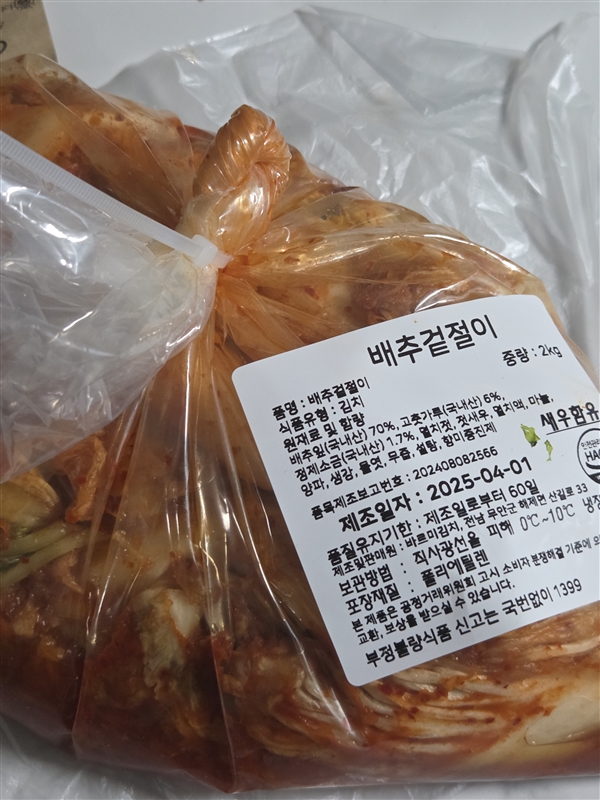 배추겉절이
중량 : 2kg
품명 : 배추겉절이
식품유형 : 김치
원재료 및 함량
배추잎(국내산) 70%, 고춧가루(국내산) 6%,
정제소금(국내산) 1.7%, 멸치젓, 젓새우, 멸치액, 마늘,
양파, 생강, 물엿, 무즙, 설탕, 향미증진제
새우함유
품목제조보고번호 : 202408082566
제조일자 : 2025-04-01
품질유지기한 : 제조일로부터 60일
제조및판매원 : 바르미김치, 전남 무안군 해제면 산길로 33
보관방법 : 직사광선을 피해 0℃~10℃ 냉장
포장재질 : 폴리에틸렌
본 제품은 공정거래위원회 고시 소비자 분쟁해결 기준에 의
교환, 보상를 받으실 수 있습니다.
부정불량식품 신고는 국번없이 1399